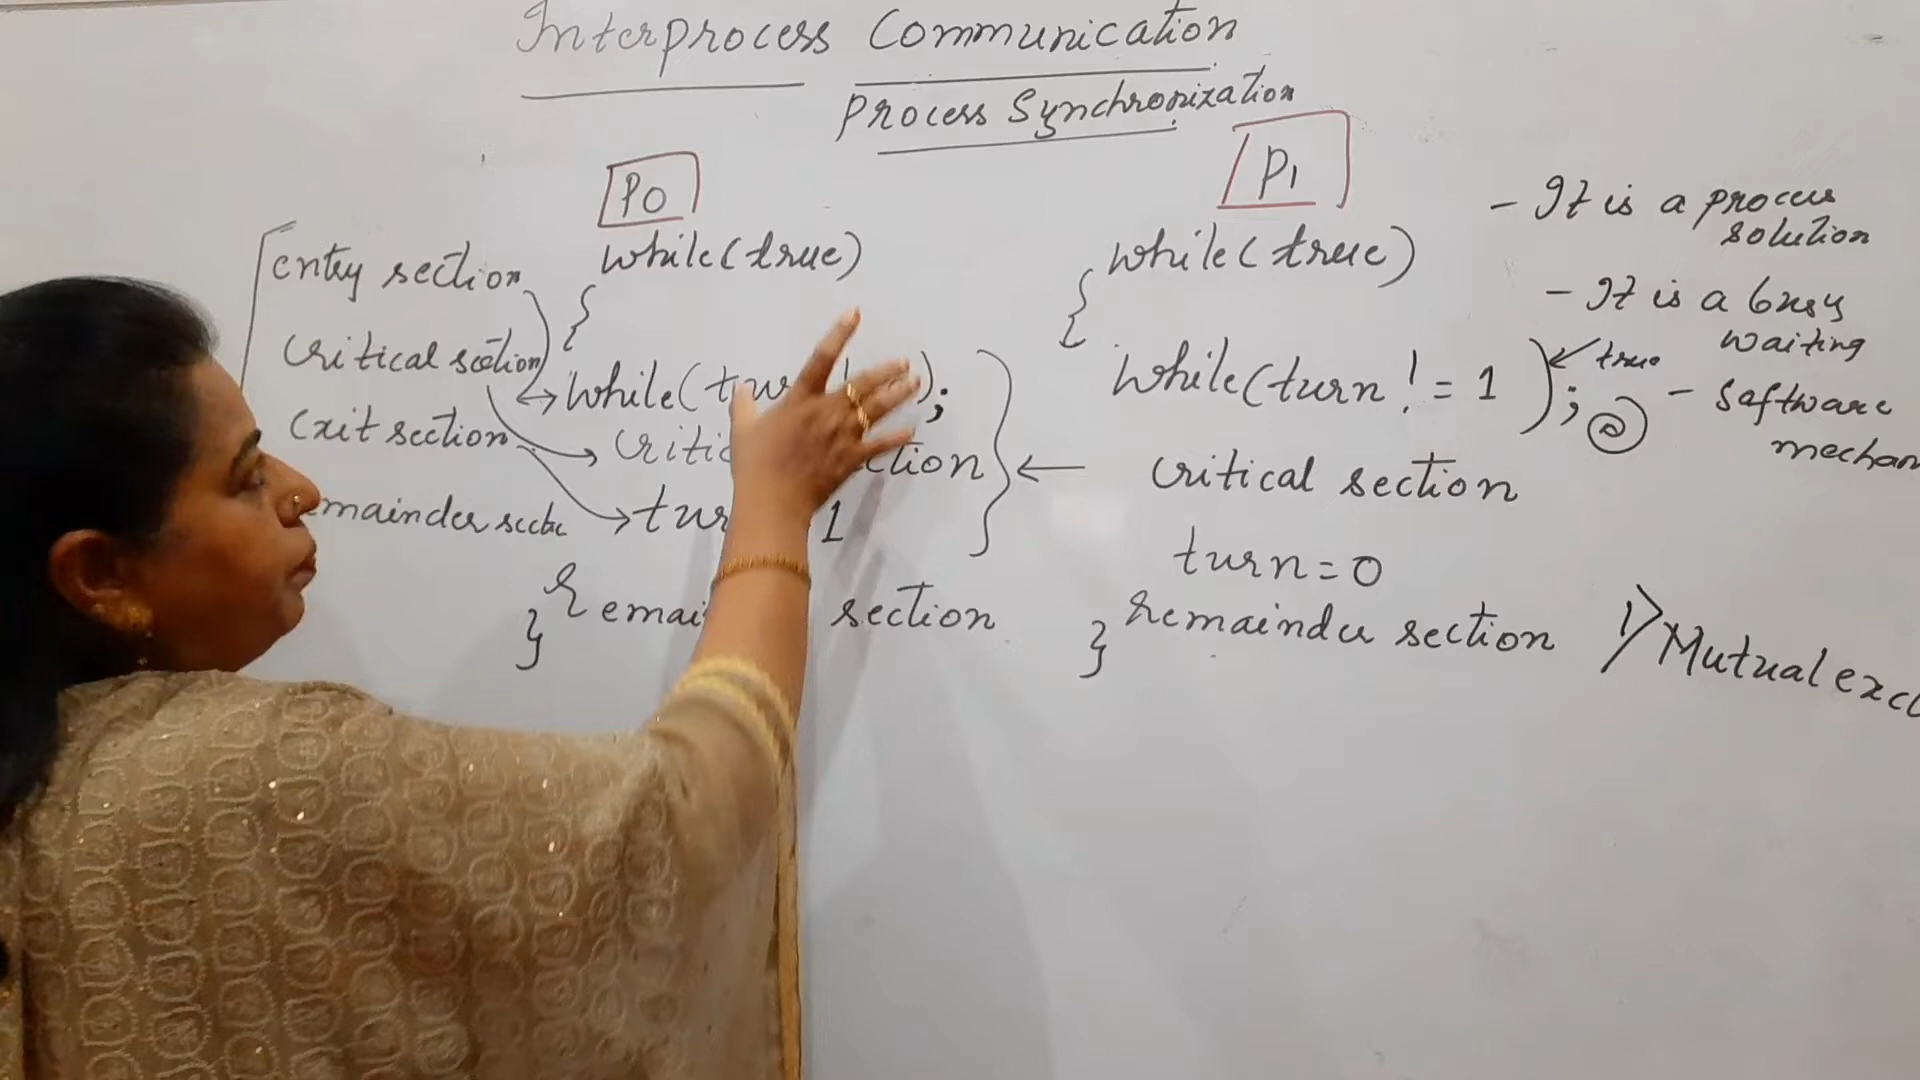 Interprocess Communication
Process Synchronization
P0
while(true)
{
while( );
section
1
section
}
entry section
critical section
exit section
P1
while(true)
{
while(turn != 1);
true
critical section
turn=0
remainder section
}
- It is a process
solution
- It is a busy
waiting
- Software
1>Mutual